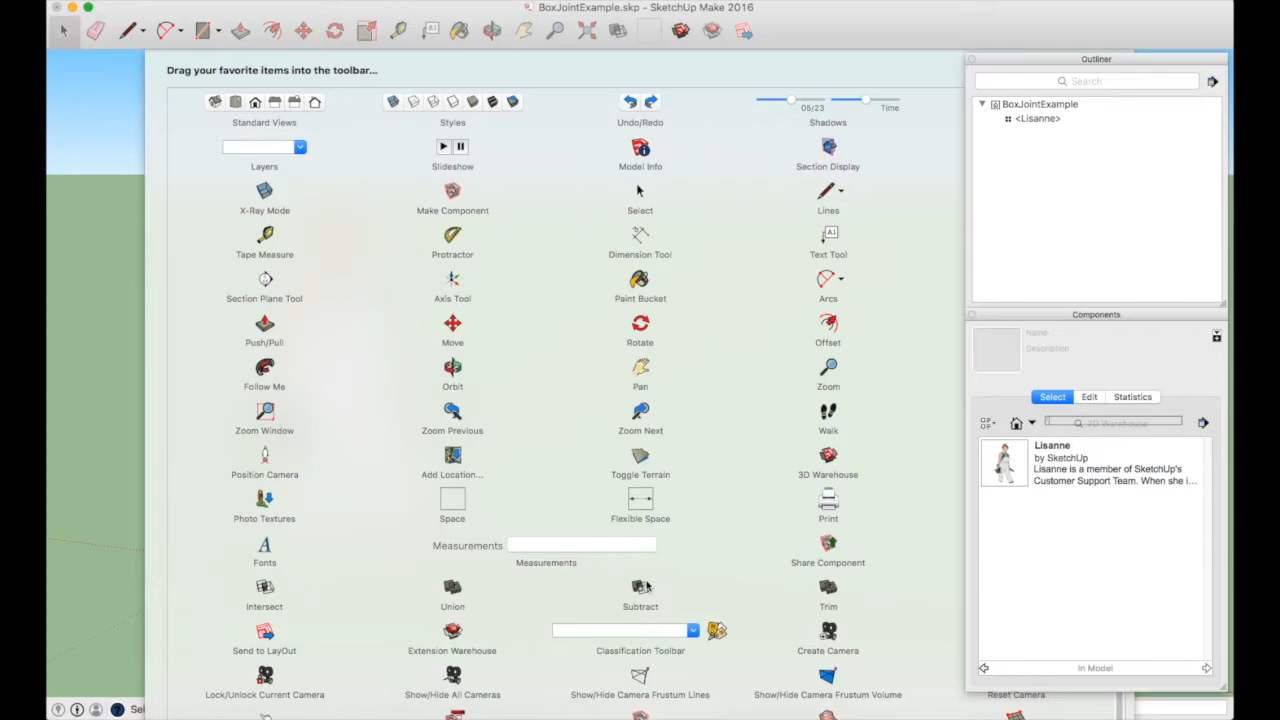 BoxJointExample.skp - SketchUp Make 2016
Drag your favorite items into the toolbar...
Outliner
Search
BoxJointExample
<Lisanne>
05/23 Time
Standard Views Styles Undo/Redo Shadows
Layers Slideshow Model Info Section Display
X-Ray Mode Make Component Select Lines
Tape Measure Protractor Dimension Tool Text Tool
Section Plane Tool Axis Tool Paint Bucket Arcs
Components
Name
Description
Push/Pull Move Rotate Offset
Follow Me Orbit Pan Zoom
Select Edit Statistics
3D Warehouse
Zoom Window Zoom Previous Zoom Next Walk
Lisanne
by SketchUp
Lisanne is a member of SketchUp's
Customer Support Team. When she i...
Position Camera Add Location... Toggle Terrain 3D Warehouse
Photo Textures Space Flexible Space Print
Measurements
Fonts Measurements Share Component
Intersect Union Subtract Trim
Send to LayOut Extension Warehouse Classification Toolbar Create Camera
In Model
Lock/Unlock Current Camera Show/Hide All Cameras Show/Hide Camera Frustum Lines Show/Hide Camera Frustum Volume Reset Camera
Sel